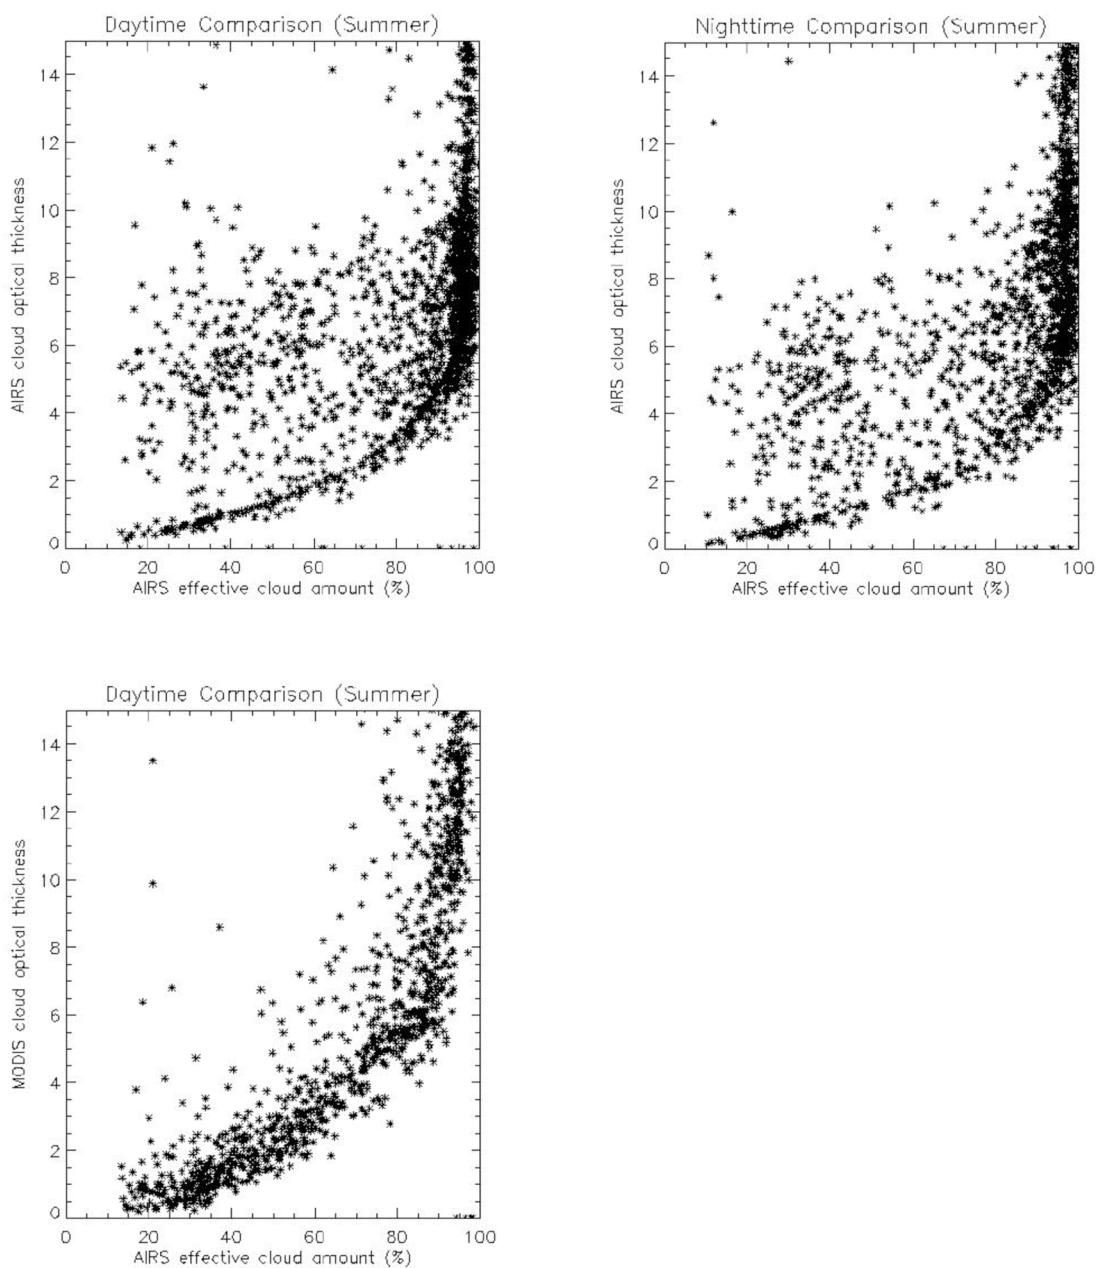 Daytime Comparison (Summer)
14
12
10
8
6
4
2
0
AIRS cloud optical thickness
0 20 40 60 80 100
AIRS effective cloud amount (%)
Nighttime Comparison (Summer)
14
12
10
8
6
4
2
0
AIRS cloud optical thickness
0 20 40 60 80 100
AIRS effective cloud amount (%)
Daytime Comparison (Summer)
14
12
10
8
6
4
2
0
MODIS cloud optical thickness
0 20 40 60 80 100
AIRS effective cloud amount (%)